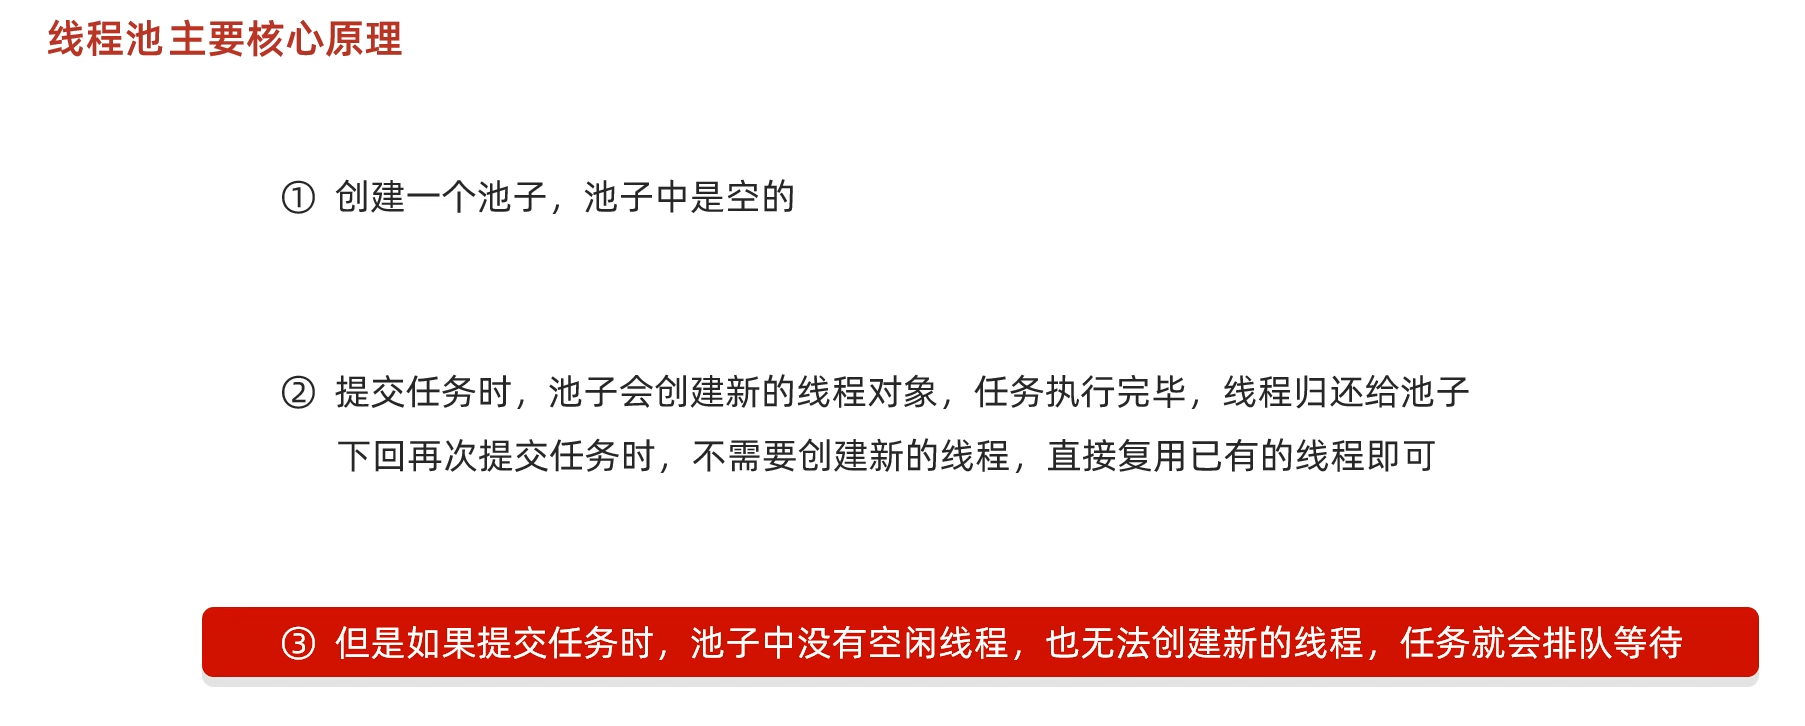 线程池主要核心原理
① 创建一个池子，池子中是空的
② 提交任务时，池子会创建新的线程对象，任务执行完毕，线程归还给池子
下回再次提交任务时，不需要创建新的线程，直接复用已有的线程即可
③ 但是如果提交任务时，池子中没有空闲线程，也无法创建新的线程，任务就会排队等待